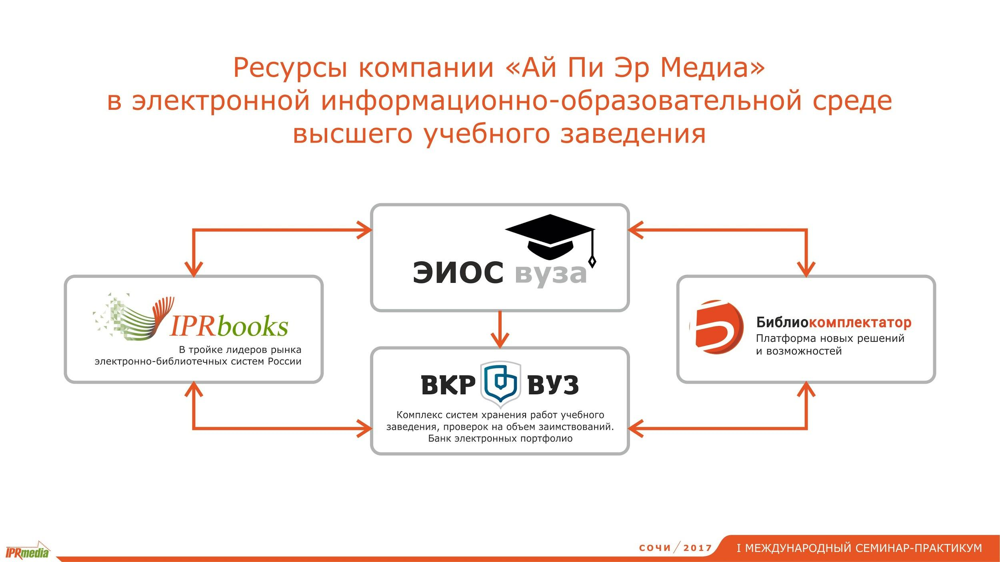 Ресурсы компании «Ай Пи Эр Медиа»
в электронной информационно-образовательной среде
высшего учебного заведения
ЭИОС вуза
IPRbooks
В тройке лидеров рынка
электронно-библиотечных систем России
Библиокомплектатор
Платформа новых решений
и возможностей
ВКР ВУЗ
Комплекс систем хранения работ учебного
заведения, проверок на объем заимствований.
Банк электронных портфолио
IPRmedia
СОЧИ / 2017
I МЕЖДУНАРОДНЫЙ СЕМИНАР-ПРАКТИКУМ